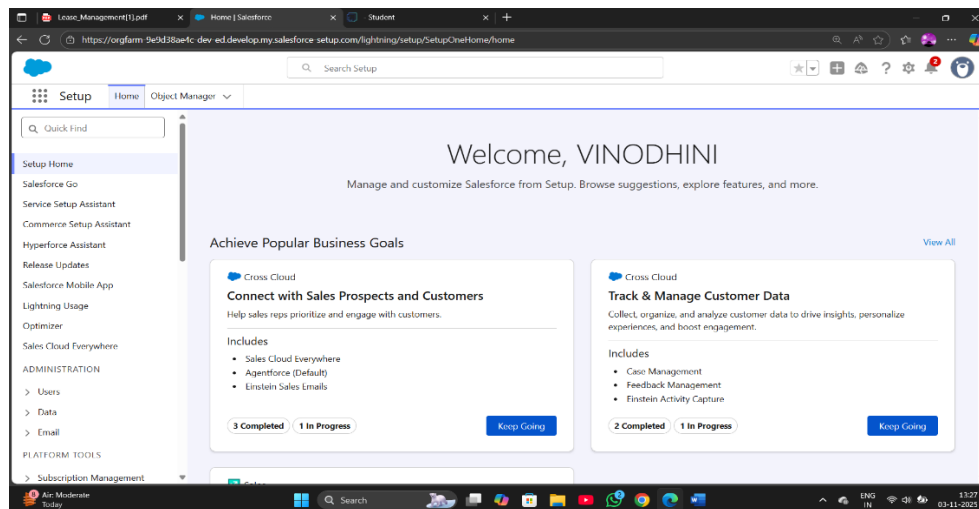 Lease_Management[1].pdf
Home | Salesforce
Student
https://orgfarm-9e9d38ae4c-dev-ed.develop.my.salesforce-setup.com/lightning/setup/SetupOneHome/home
Search Setup
2
Setup
Home
Object Manager
Quick Find
Setup Home
Salesforce Go
Service Setup Assistant
Commerce Setup Assistant
Hyperforce Assistant
Release Updates
Salesforce Mobile App
Lightning Usage
Optimizer
Sales Cloud Everywhere
ADMINISTRATION
Users
Data
Email
PLATFORM TOOLS
Subscription Management
Welcome, VINODHINI
Manage and customize Salesforce from Setup. Browse suggestions, explore features, and more.
Achieve Popular Business Goals
View All
Cross Cloud
Connect with Sales Prospects and Customers
Help sales reps prioritize and engage with customers.
Includes
• Sales Cloud Everywhere
• Agentforce (Default)
• Einstein Sales Emails
3 Completed
1 In Progress
Keep Going
Cross Cloud
Track & Manage Customer Data
Collect, organize, and analyze customer data to drive insights, personalize
experiences, and boost engagement.
Includes
• Case Management
• Feedback Management
• Einstein Activity Capture
2 Completed
1 In Progress
Keep Going
Air: Moderate
Today
Search
2
ENG
IN
13:27
03-11-2025